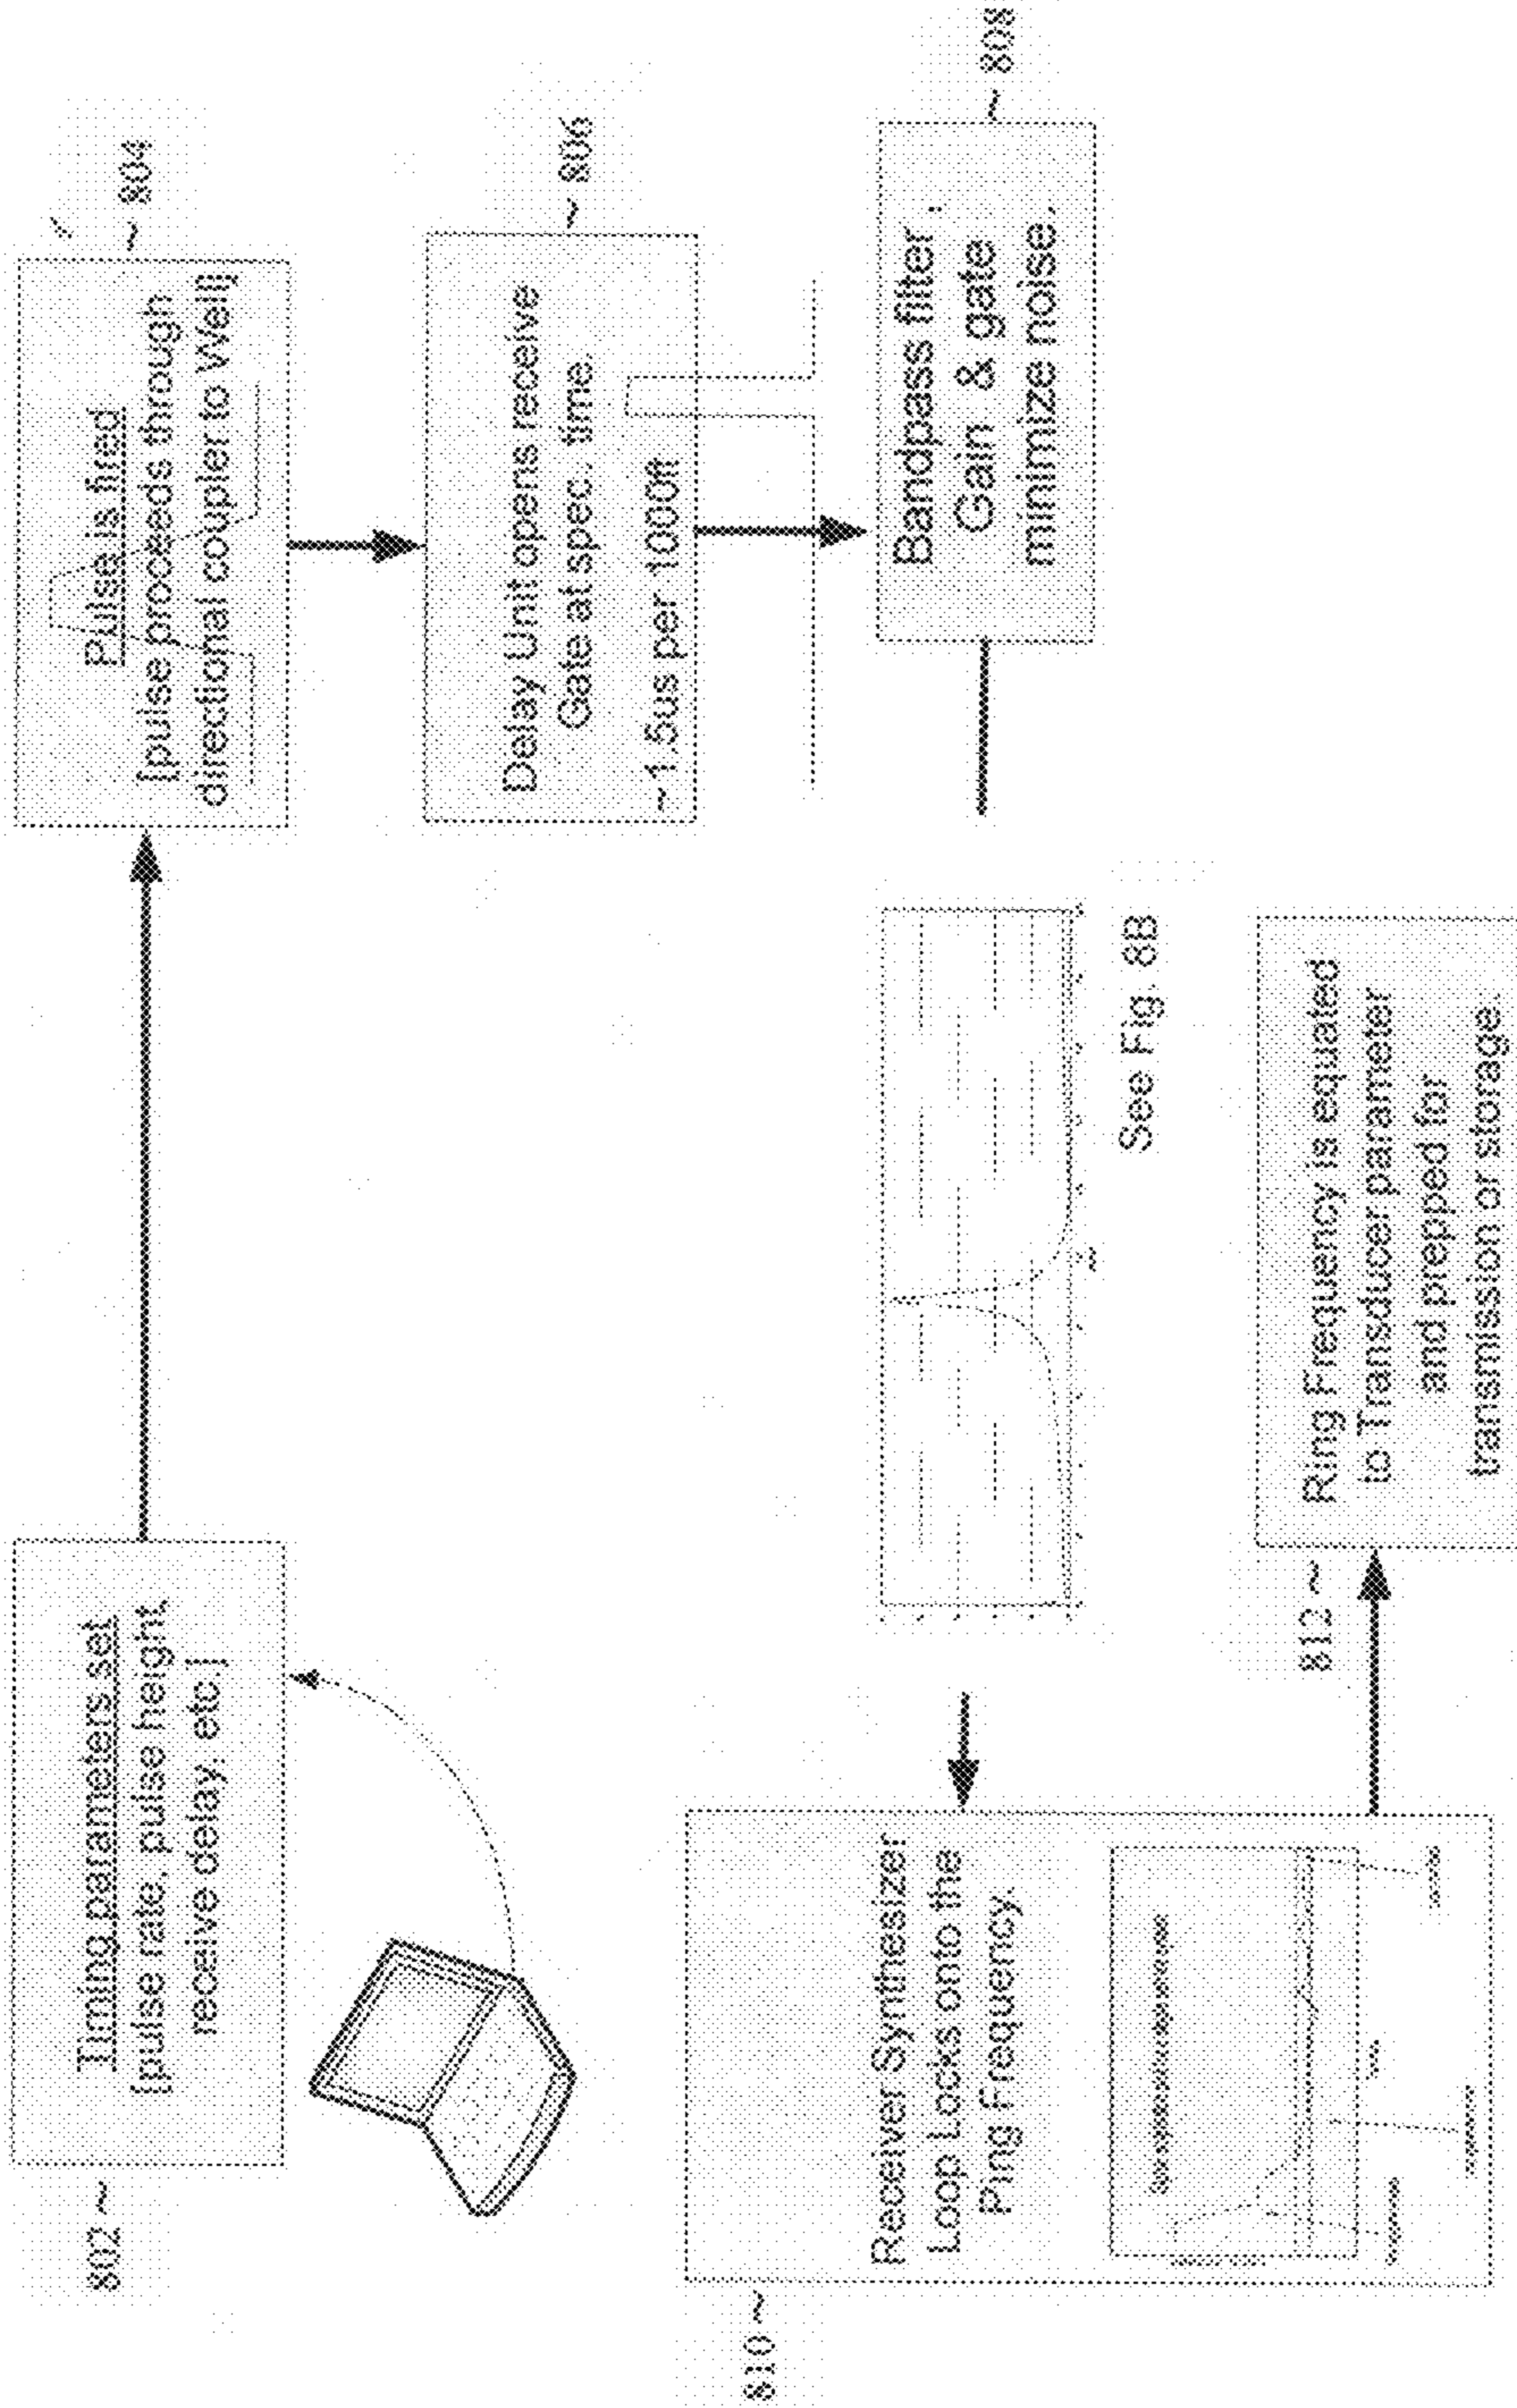 802 ~
Timing parameters set
[pulse rate, pulse height,
receive delay, etc.]
~ 804
Pulse is fired
[pulse proceeds through
directional coupler to Well]
~ 806
Delay Unit opens receive
Gate at spec. time.
~1.5us per 1000ft
~ 808
Bandpass filter;
Gain & gate
minimize noise.
See Fig. 8B
810 ~
Receiver Synthesizer
Loop Locks onto the
Ping Frequency.
812 ~
Ring Frequency is equated
to Transducer parameter
and prepped for
transmission or storage.